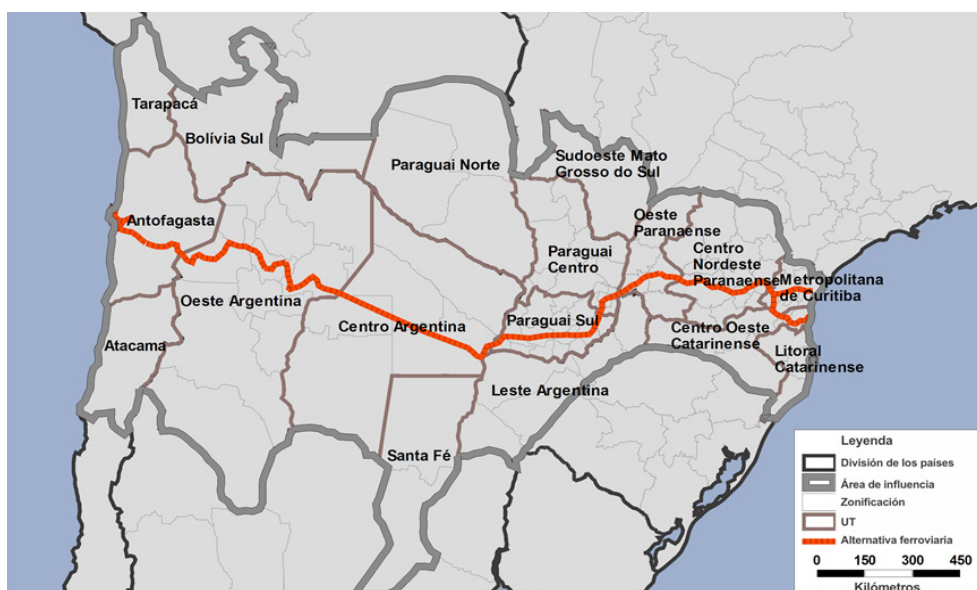 Tarapacá
Bolívia Sul
Paraguai Norte
Sudoeste Mato
Grosso do Sul
Antofagasta
Oeste
Paranaense
Centro
Nordeste
Paranaense
Metropolitana
de Curitiba
Paraguai
Centro
Oeste Argentina
Centro Argentina
Paraguai Sul
Centro Oeste
Catarinense
Atacama
Litoral
Catarinense
Leste Argentina
Santa Fé
Leyenda
División de los países
Área de influencia
Zonificación
UT
Alternativa ferroviaria
0 150 300 450
Kilómetros